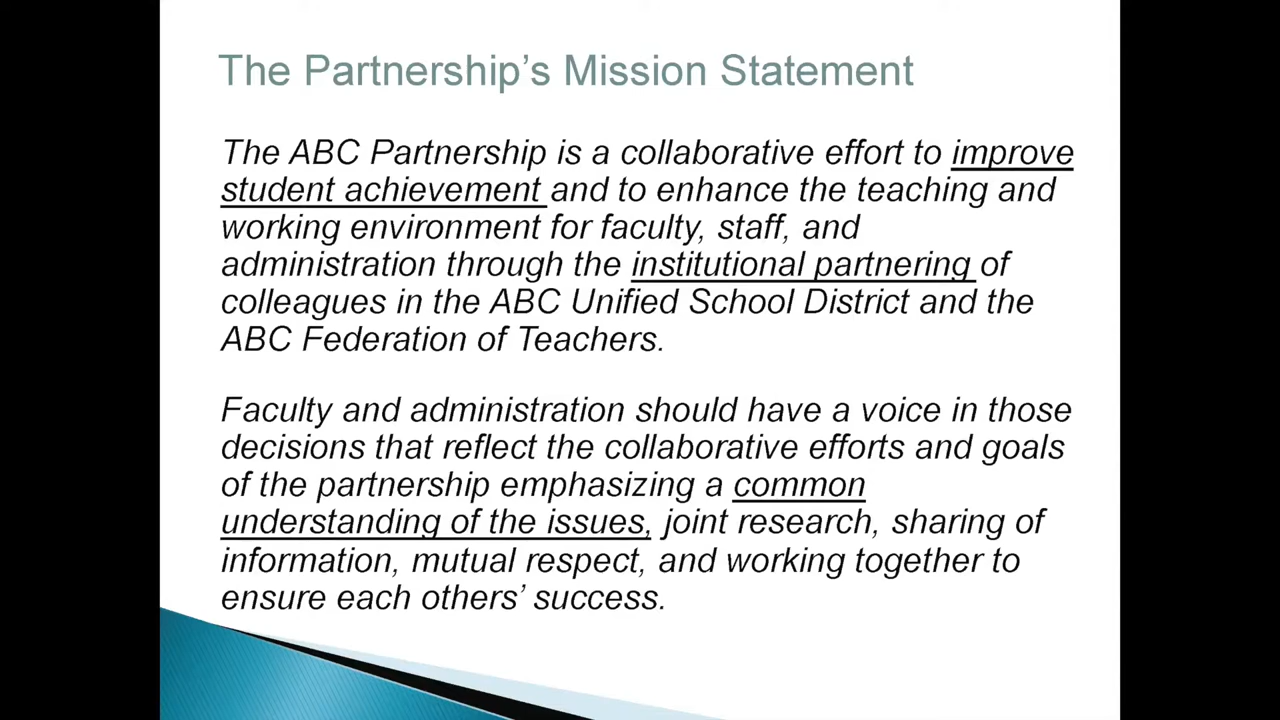 The Partnership’s Mission Statement
The ABC Partnership is a collaborative effort to improve
student achievement and to enhance the teaching and
working environment for faculty, staff, and
administration through the institutional partnering of
colleagues in the ABC Unified School District and the
ABC Federation of Teachers.
Faculty and administration should have a voice in those
decisions that reflect the collaborative efforts and goals
of the partnership emphasizing a common
understanding of the issues, joint research, sharing of
information, mutual respect, and working together to
ensure each others’ success.